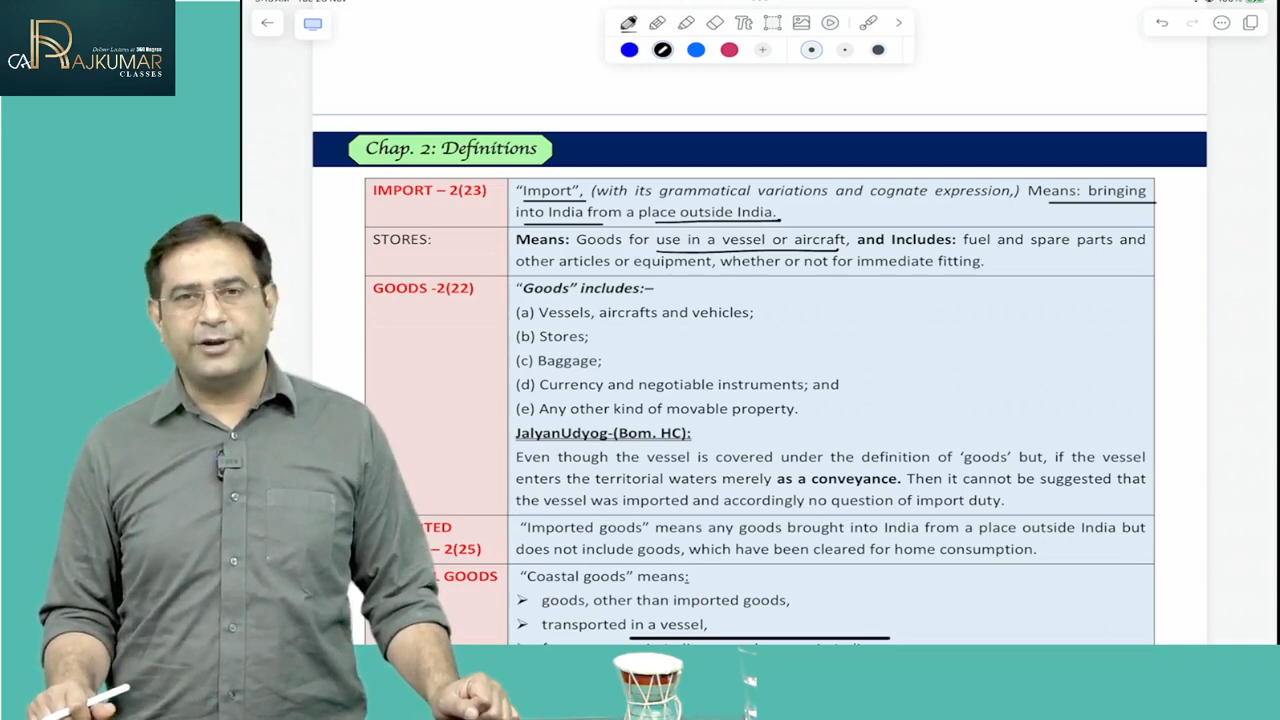 Deliver Lectures at 360 Degree
CA RAJKUMAR
CLASSES
Tt
Chap. 2: Definitions
IMPORT – 2(23)
“Import”, (with its grammatical variations and cognate expression,) Means: bringing
into India from a place outside India.
STORES:
Means: Goods for use in a vessel or aircraft, and Includes: fuel and spare parts and
other articles or equipment, whether or not for immediate fitting.
GOODS -2(22)
“Goods” includes:–
(a) Vessels, aircrafts and vehicles;
(b) Stores;
(c) Baggage;
(d) Currency and negotiable instruments; and
(e) Any other kind of movable property.
JalyanUdyog-(Bom. HC):
Even though the vessel is covered under the definition of ‘goods’ but, if the vessel
enters the territorial waters merely as a conveyance. Then it cannot be suggested that
the vessel was imported and accordingly no question of import duty.
TED
– 2(25)
“Imported goods” means any goods brought into India from a place outside India but
does not include goods, which have been cleared for home consumption.
L GOODS
“Coastal goods” means:
➢ goods, other than imported goods,
➢ transported in a vessel,